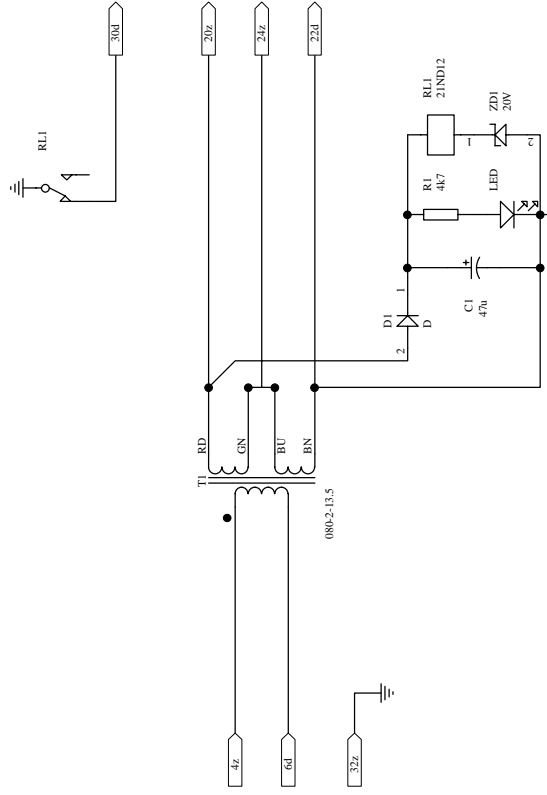 30d
20z
24z
22d
RL1
RL1
21ND12
ZD1
20V
1
2
R1
4k7
LED
+
C1
47u
D1
D
1
2
RD
GN
BU
BN
T1
080-2-13.5
4z
6d
32z